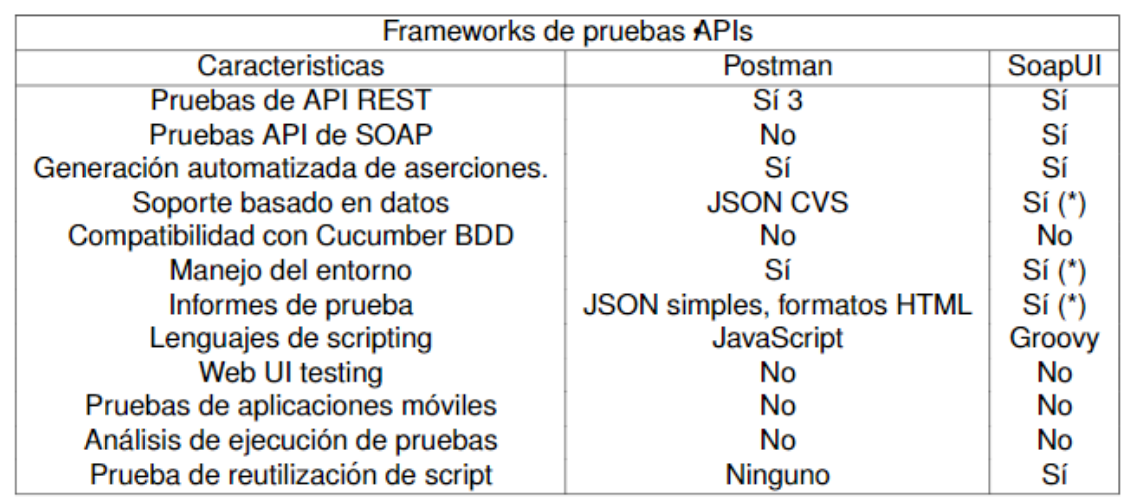 Frameworks de pruebas APIs
Caracteristicas Postman SoapUI
Pruebas de API REST Sí 3 Sí
Pruebas API de SOAP No Sí
Generación automatizada de aserciones. Sí Sí
Soporte basado en datos JSON CVS Sí (*)
Compatibilidad con Cucumber BDD No No
Manejo del entorno Sí Sí (*)
Informes de prueba JSON simples, formatos HTML Sí (*)
Lenguajes de scripting JavaScript Groovy
Web UI testing No No
Pruebas de aplicaciones móviles No No
Análisis de ejecución de pruebas No No
Prueba de reutilización de script Ninguno Sí